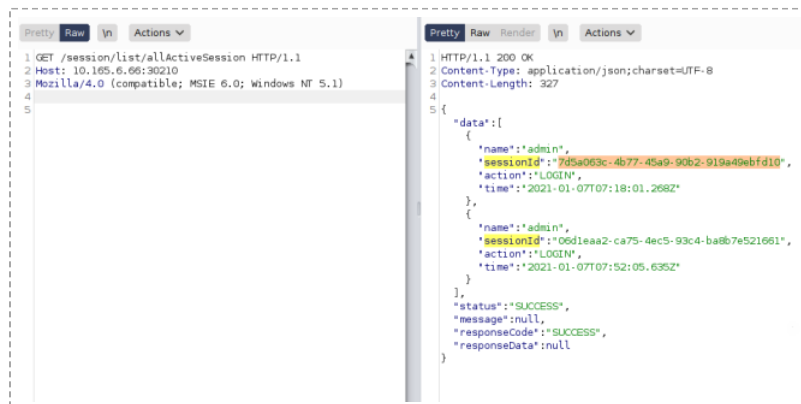 Pretty Raw \n Actions
1 GET /session/list/allActiveSession HTTP/1.1
2 Host: 10.165.6.66:30210
3 Mozilla/4.0 (compatible; MSIE 6.0; Windows NT 5.1)
4
5
Pretty Raw Render \n Actions
1 HTTP/1.1 200 OK
2 Content-Type: application/json;charset=UTF-8
3 Content-Length: 327
4
5 {
"data":[
{
"name":"admin",
"sessionId":"7d5a063c-4b77-45a9-90b2-919a49ebfd10",
"action":"LOGIN",
"time":"2021-01-07T07:18:01.268Z"
},
{
"name":"admin",
"sessionId":"06d1eaa2-ca75-4ec5-93c4-ba8b7e521661",
"action":"LOGIN",
"time":"2021-01-07T07:52:05.635Z"
}
],
"status":"SUCCESS",
"message":null,
"responseCode":"SUCCESS",
"responseData":null
}